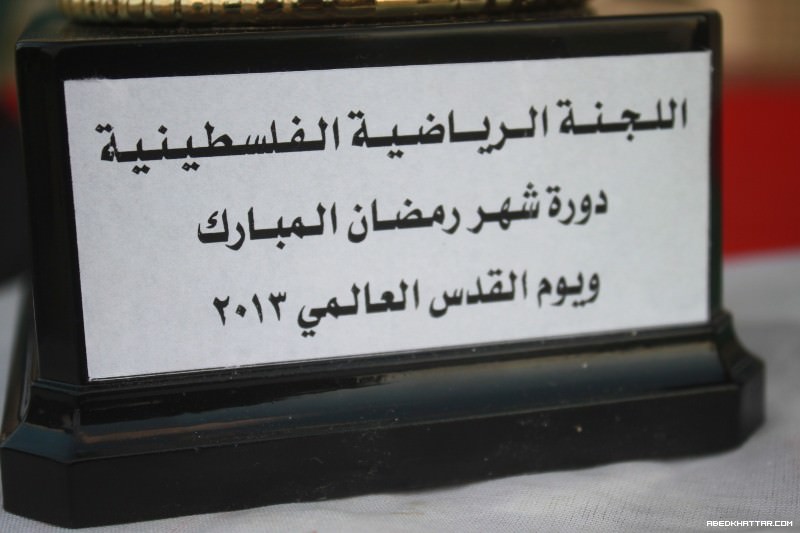 اللجنة الرياضية الفلسطينية
دورة شهر رمضان المبارك
ويوم القدس العالمي ٢٠١٣
ABEDKHATTAR.COM